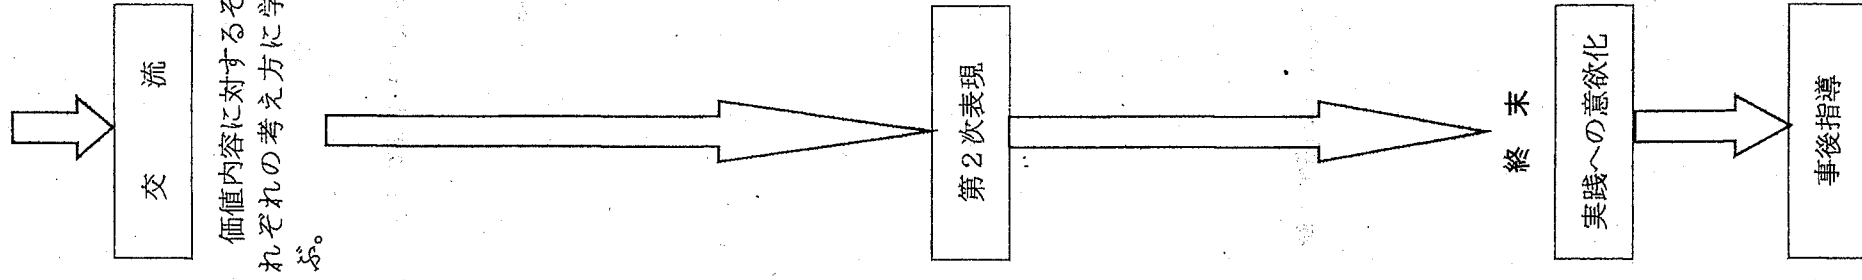 交流
価値内容に対するそ
れぞれの考え方に学
ぶ。
第2次表現
終末
実践への意欲化
事後指導